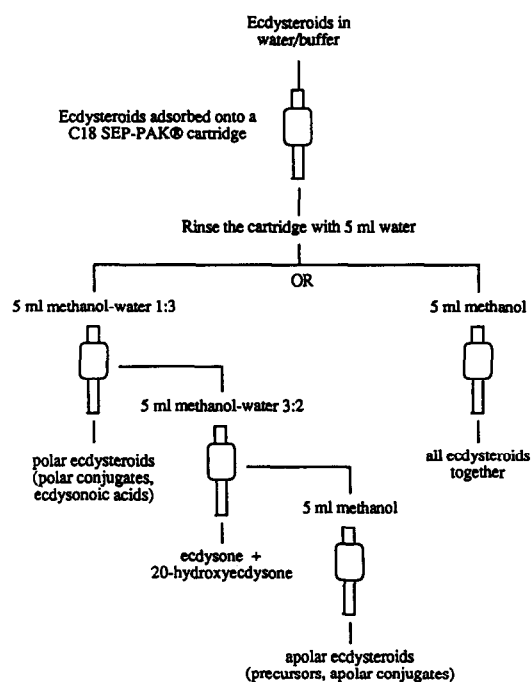 Ecdysteroids in
water/buffer
Ecdysteroids adsorbed onto a
C18 SEP-PAK® cartridge
Rinse the cartridge with 5 ml water
OR
5 ml methanol-water 1:3
5 ml methanol
5 ml methanol-water 3:2
polar ecdysteroids
(polar conjugates,
ecdysonoic acids)
all ecdysteroids
together
5 ml methanol
ecdysone +
20-hydroxyecdysone
apolar ecdysteroids
(precursors, apolar conjugates)